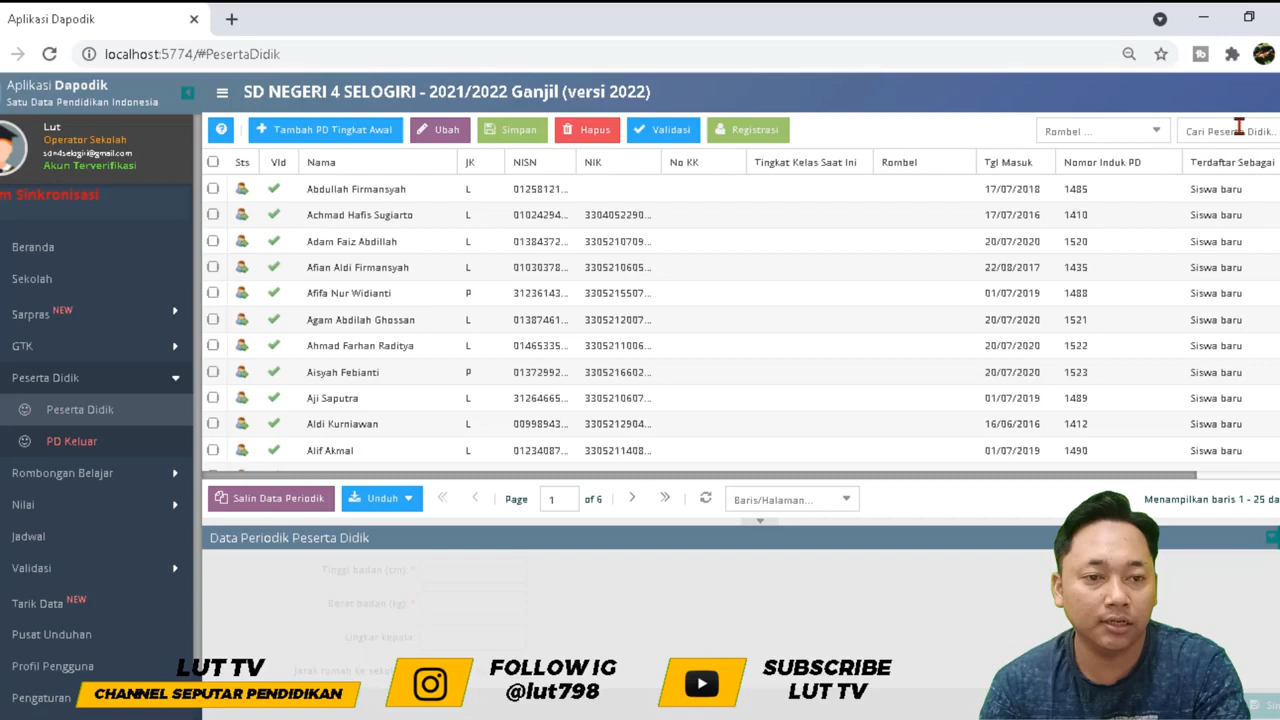 Aplikasi Dapodik
localhost:5774/#PesertaDidik
Aplikasi Dapodik
Satu Data Pendidikan Indonesia
SD NEGERI 4 SELOGIRI - 2021/2022 Ganjil (versi 2022)
Lut
Operator Sekolah
Akun Terverifikasi
m Sinkronisasi
Beranda
Sekolah
Sarpras NEW
GTK
Peserta Didik
Peserta Didik
PD Keluar
Rombongan Belajar
Nilai
Jadwal
Validasi
Tarik Data NEW
Pusat Unduhan
Profil Pengguna
Pengaturan
Tambah PD Tingkat Awal Ubah Simpan Hapus Validasi Registrasi Rombel ... Cari Peserta Didik..
Sts Vld Nama JK NISN NIK No KK Tingkat Kelas Saat Ini Rombel Tgl Masuk Nomor Induk PD Terdaftar Sebagai
Abdullah Firmansyah L 01258121... 17/07/2018 1485 Siswa baru
Achmad Hafis Sugiarto L 01024294... 3304052290... 17/07/2016 1410 Siswa baru
Adam Faiz Abdillah L 01384372... 3305210709... 20/07/2020 1520 Siswa baru
Afian Aldi Firmansyah L 01030378... 3305210605... 22/08/2017 1435 Siswa baru
Afifa Nur Widianti P 31236143... 3305215507... 01/07/2019 1488 Siswa baru
Agam Abdilah Ghossan L 01387461... 3305212007... 20/07/2020 1521 Siswa baru
Ahmad Farhan Raditya L 01465335... 3305211006... 20/07/2020 1522 Siswa baru
Aisyah Febianti P 01372992... 3305216602... 20/07/2020 1523 Siswa baru
Aji Saputra L 31264665... 3305210607... 01/07/2019 1489 Siswa baru
Aldi Kurniawan L 00998943... 3305212904... 16/06/2016 1412 Siswa baru
Alif Akmal L 01234087... 3305211408... 01/07/2019 1490 Siswa baru
Salin Data Periodik Unduh Page 1 of 6 Baris/Halaman... Menampilkan baris 1 - 25 da
Data Periodik Peserta Didik
Tinggi badan (cm): *
Berat badan (kg): *
Lingkar kepala:
LUT TV
CHANNEL SEPUTAR PENDIDIKAN
FOLLOW IG
@lut798
SUBSCRIBE
LUT TV